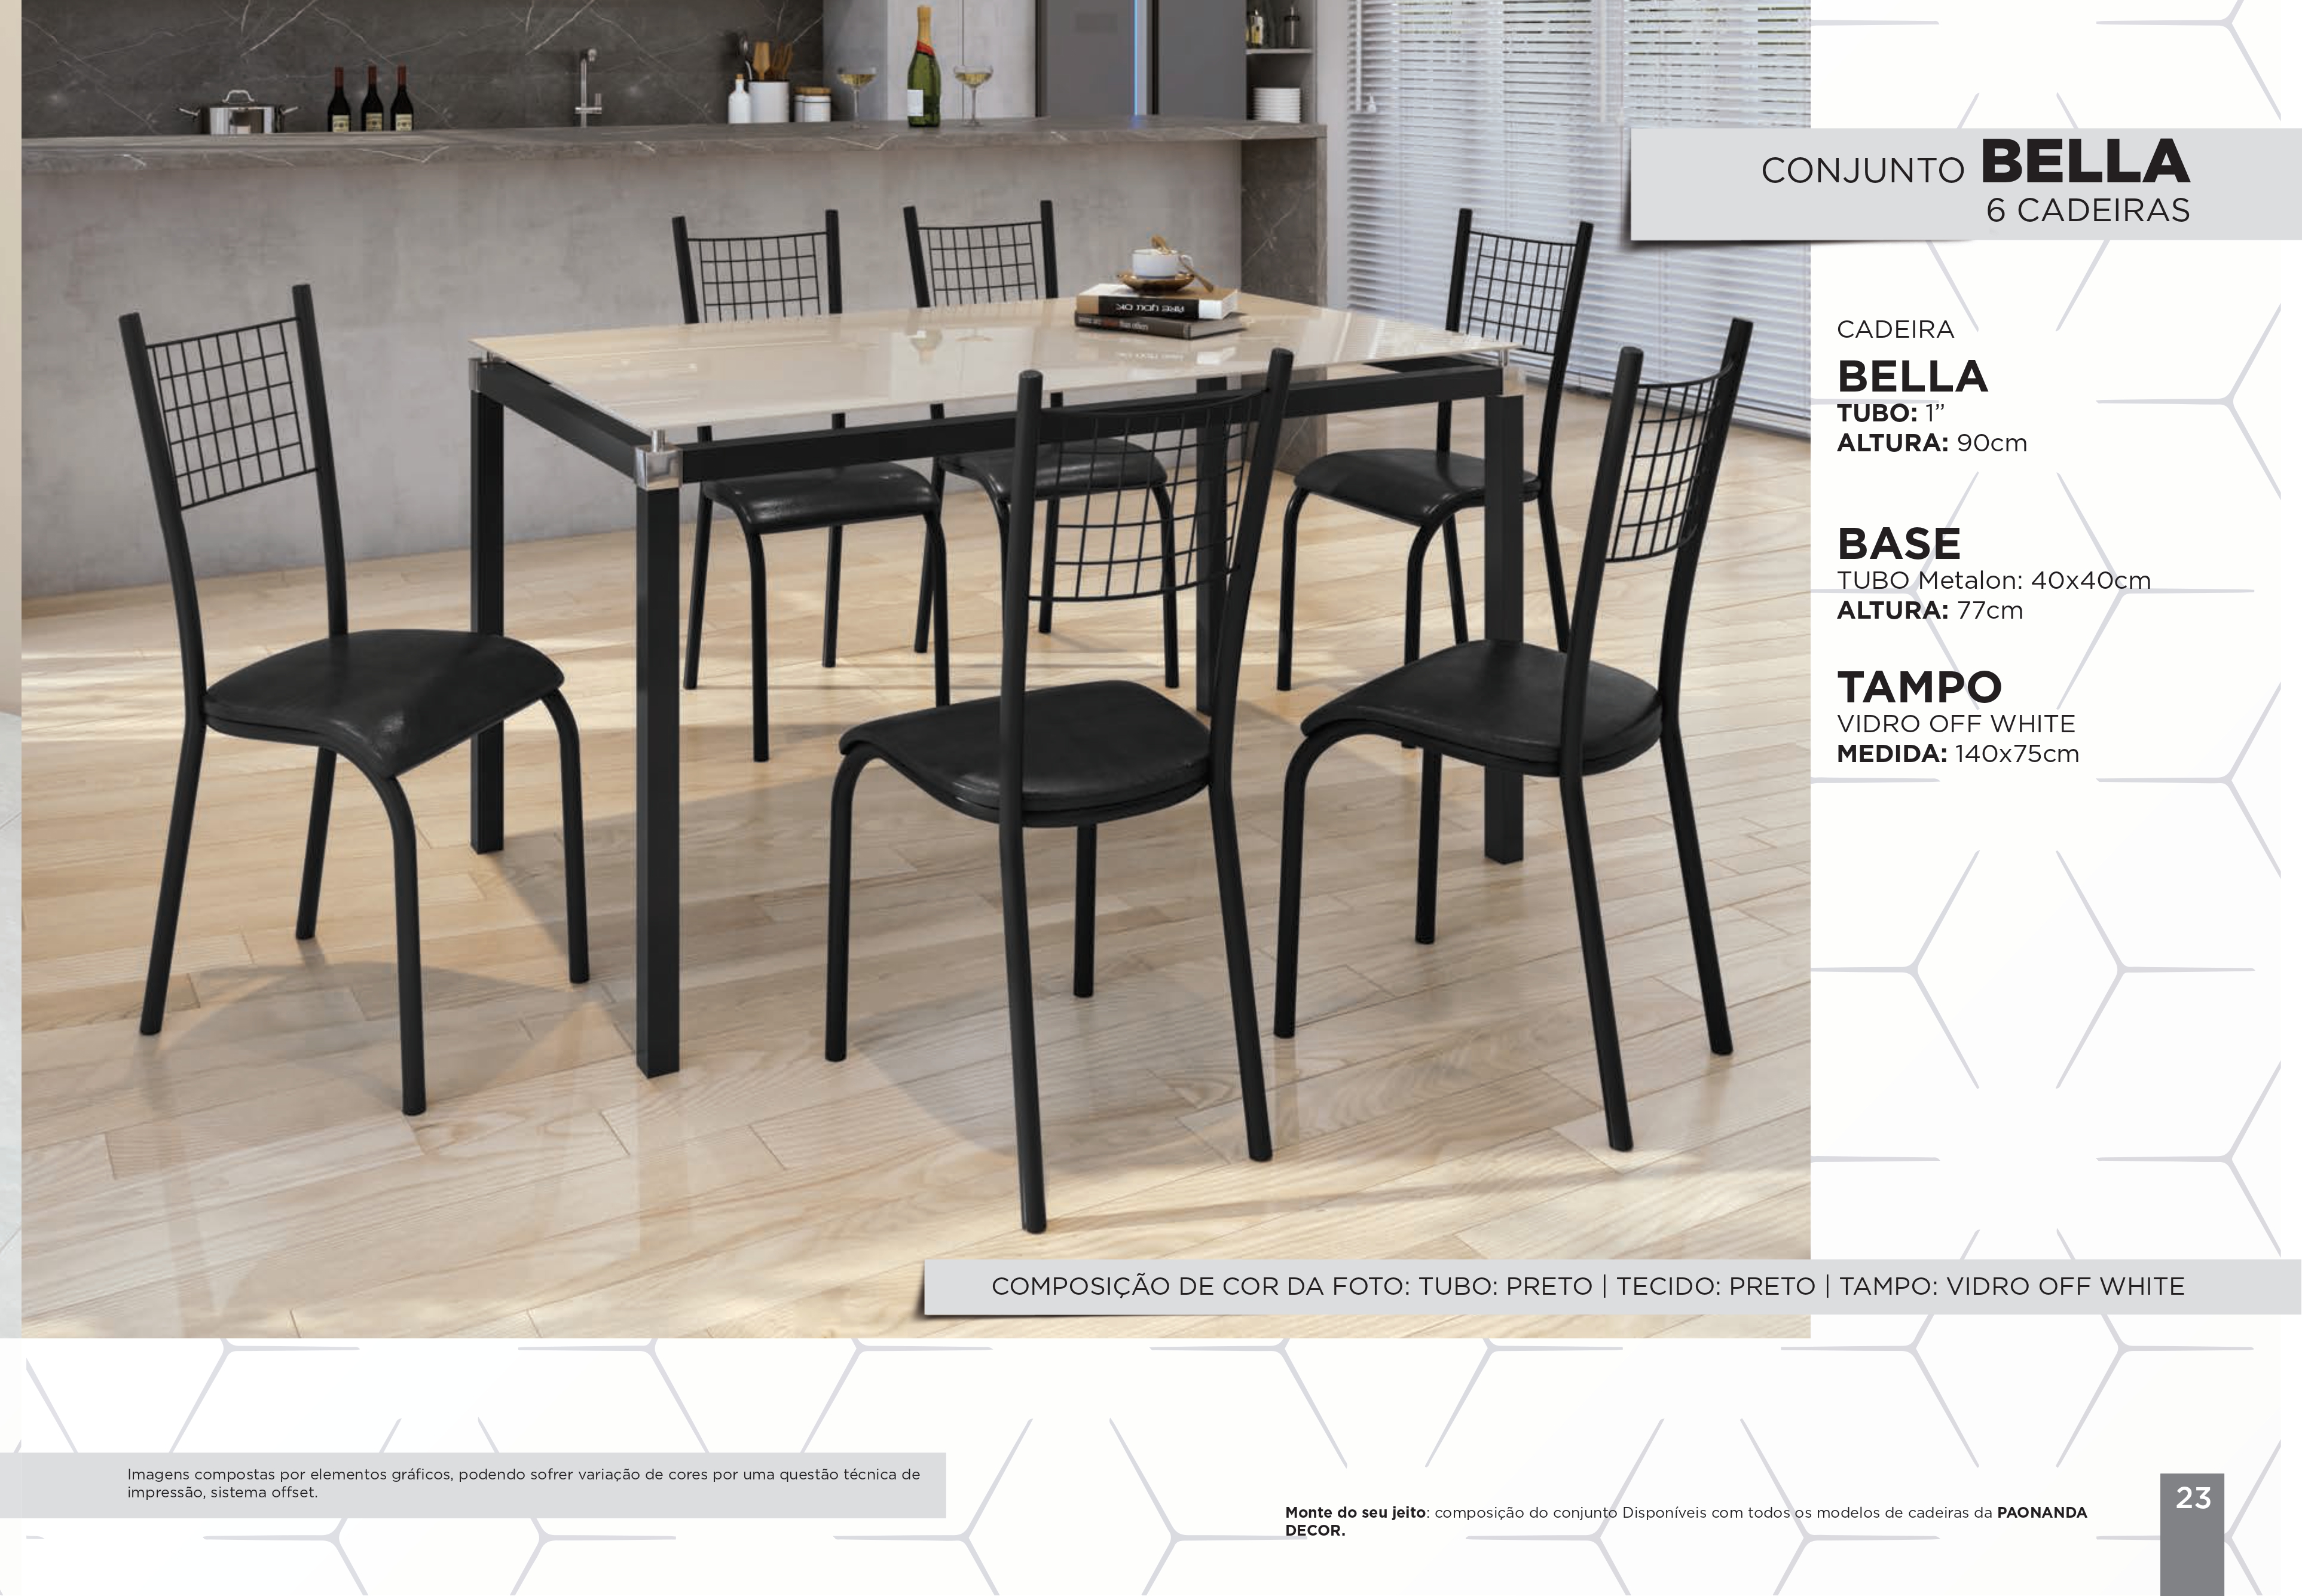 CONJUNTO BELLA
6 CADEIRAS
CADEIRA
BELLA
TUBO: 1”
ALTURA: 90cm
BASE
TUBO Metalon: 40x40cm
ALTURA: 77cm
TAMPO
VIDRO OFF WHITE
MEDIDA: 140x75cm
COMPOSIÇÃO DE COR DA FOTO: TUBO: PRETO | TECIDO: PRETO | TAMPO: VIDRO OFF WHITE
Imagens compostas por elementos gráficos, podendo sofrer variação de cores por uma questão técnica de
impressão, sistema offset.
Monte do seu jeito: composição do conjunto Disponíveis com todos os modelos de cadeiras da PAONANDA
DECOR.
23